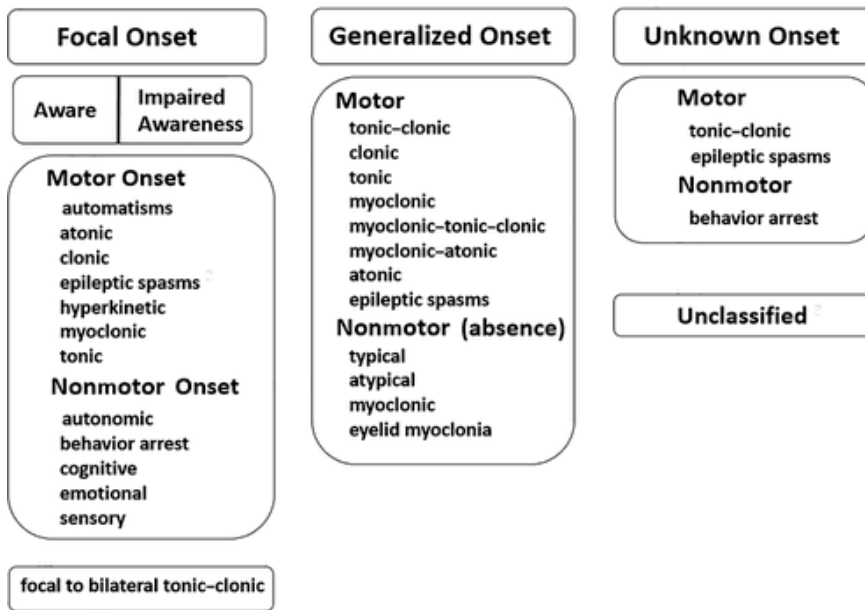 Focal Onset
Aware
Impaired
Awareness
Motor Onset
automatisms
atonic
clonic
epileptic spasms
hyperkinetic
myoclonic
tonic
Nonmotor Onset
autonomic
behavior arrest
cognitive
emotional
sensory
focal to bilateral tonic–clonic
Generalized Onset
Motor
tonic–clonic
clonic
tonic
myoclonic
myoclonic–tonic–clonic
myoclonic–atonic
atonic
epileptic spasms
Nonmotor (absence)
typical
atypical
myoclonic
eyelid myoclonia
Unknown Onset
Motor
tonic–clonic
epileptic spasms
Nonmotor
behavior arrest
Unclassified